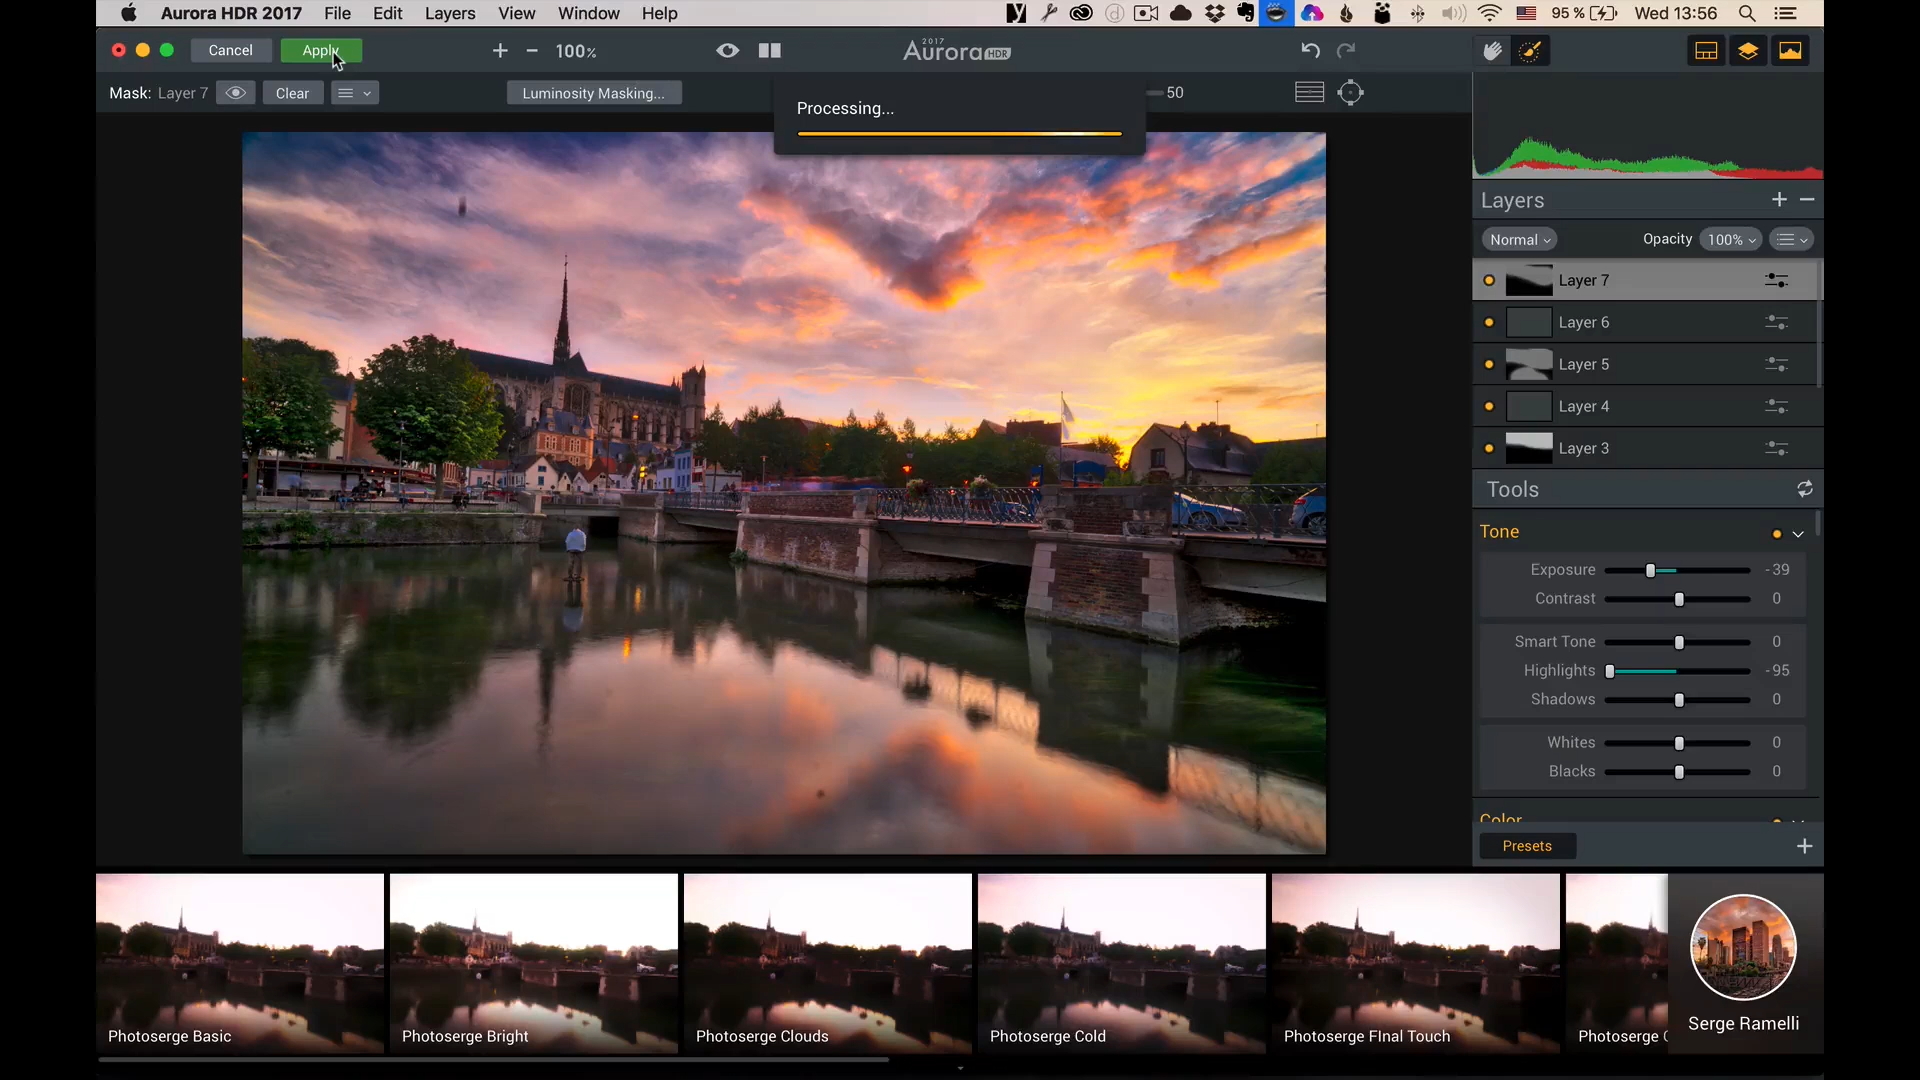 Aurora HDR 2017 File Edit Layers View Window Help 95 % Wed 13:56
Cancel Apply 100% 2017 Aurora HDR
Mask: Layer 7 Clear Luminosity Masking... 50
Processing...
Layers
Normal Opacity 100%
Layer 7
Layer 6
Layer 5
Layer 4
Layer 3
Tools
Tone
Exposure -39
Contrast 0
Smart Tone 0
Highlights -95
Shadows 0
Whites 0
Blacks 0
Color
Presets
Photoserge Basic Photoserge Bright Photoserge Clouds Photoserge Cold Photoserge FInal Touch Photoserge
Serge Ramelli